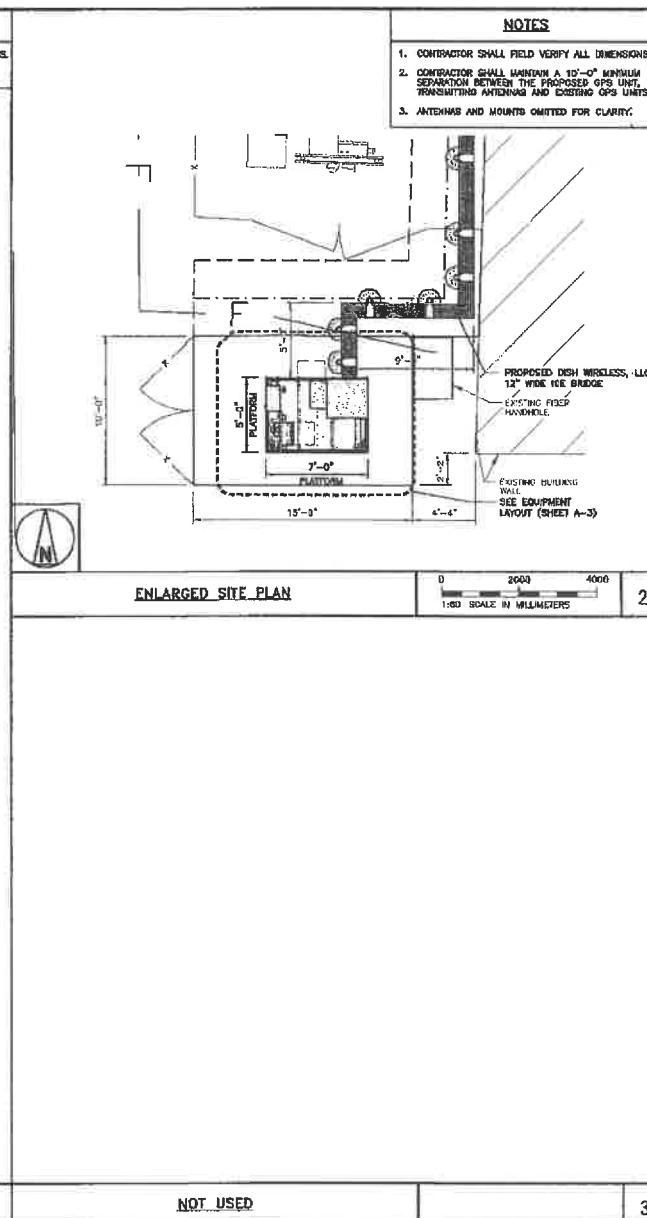 NOTES
1. CONTRACTOR SHALL FIELD VERIFY ALL DIMENSIONS
2. CONTRACTOR SHALL MAINTAIN A 10'-0" MINIMUM
SEPARATION BETWEEN THE PROPOSED GPS UNIT,
TRANSMITTING ANTENNAS AND EXISTING GPS UNITS
3. ANTENNAS AND MOUNTS OMITTED FOR CLARITY.
PROPOSED DISH WIRELESS, LLC
12" WIDE ICE BRIDGE
EXISTING FIBER
HANDHOLE
EXISTING BUILDING
WALL
SEE EQUIPMENT
LAYOUT (SHEET A-3)
10'-0"
5'-0"
PLATFORM
7'-0"
PLATFORM
2'-2"
15'-0"
4'-4"
N
ENLARGED SITE PLAN
0 2000 4000
1:60 SCALE IN MILLIMETERS
2
NOT USED
3